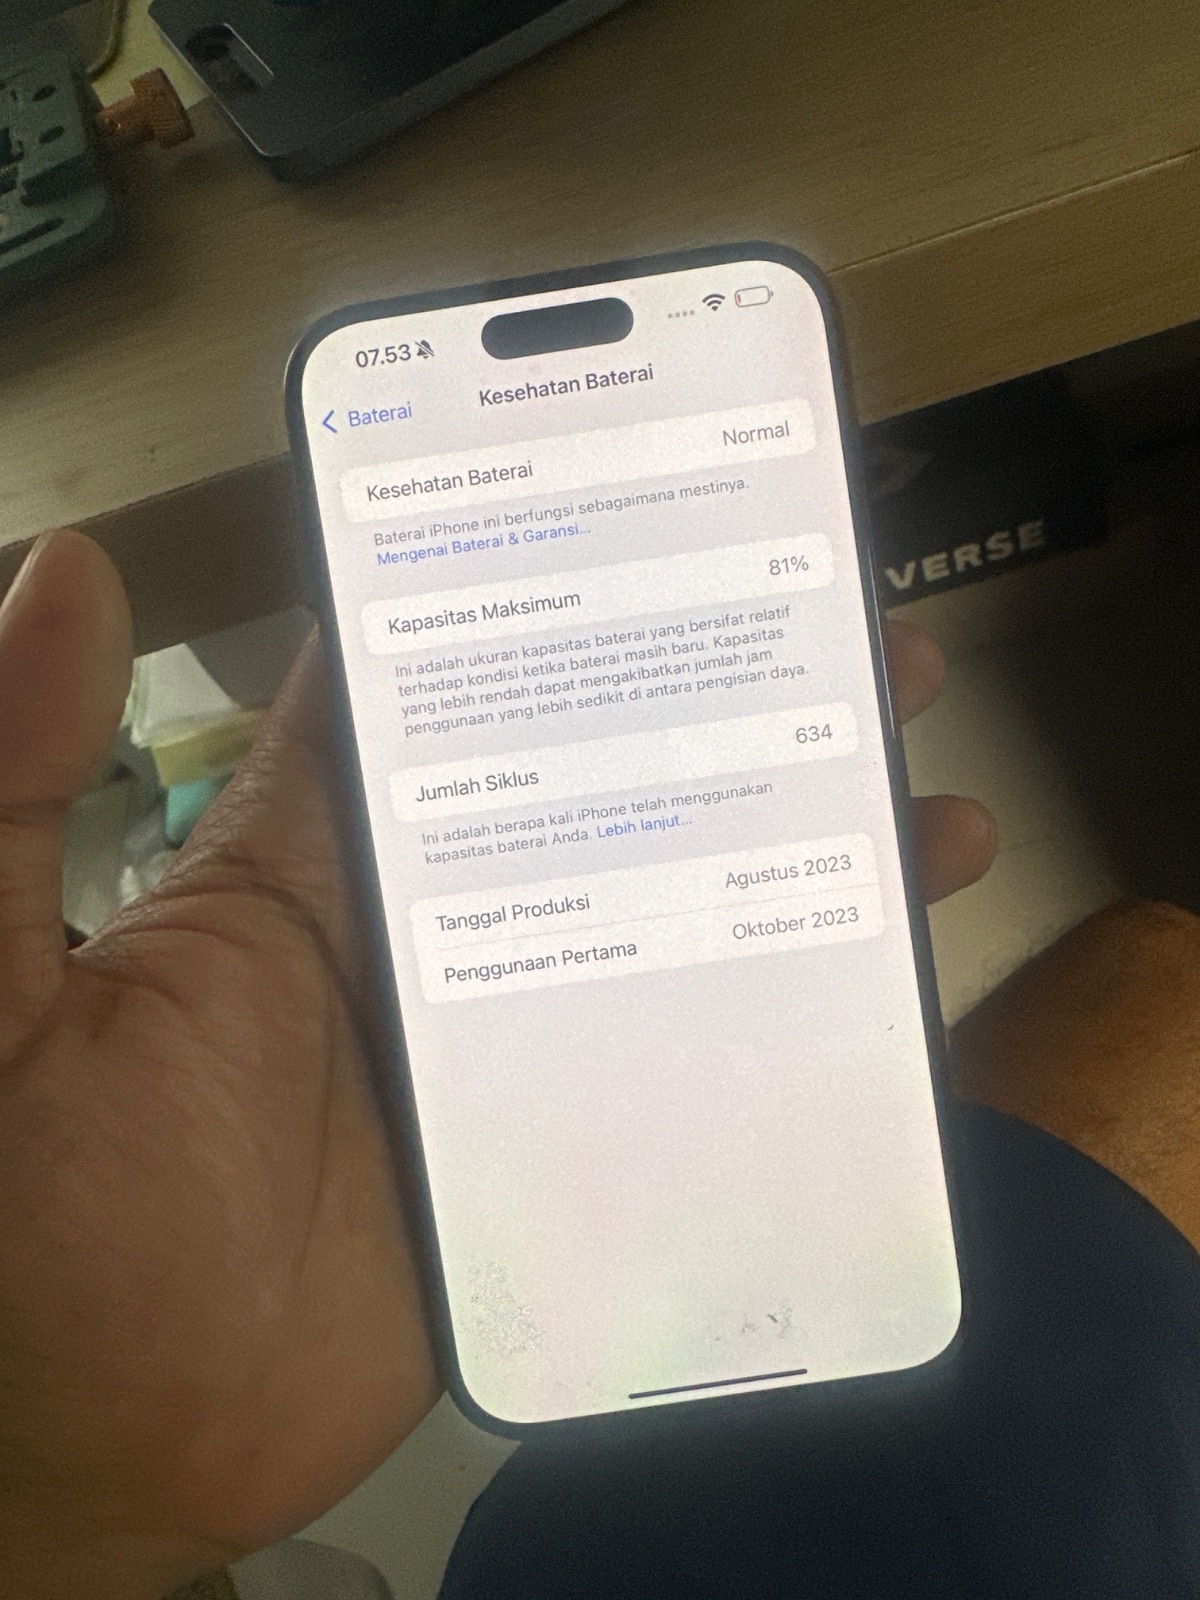 07.53
Baterai
Kesehatan Baterai
Kesehatan Baterai Normal
Baterai iPhone ini berfungsi sebagaimana mestinya.
Mengenai Baterai & Garansi...
Kapasitas Maksimum 81%
Ini adalah ukuran kapasitas baterai yang bersifat relatif
terhadap kondisi ketika baterai masih baru. Kapasitas
yang lebih rendah dapat mengakibatkan jumlah jam
penggunaan yang lebih sedikit di antara pengisian daya.
Jumlah Siklus 634
Ini adalah berapa kali iPhone telah menggunakan
kapasitas baterai Anda. Lebih lanjut...
Tanggal Produksi Agustus 2023
Penggunaan Pertama Oktober 2023
VERSE